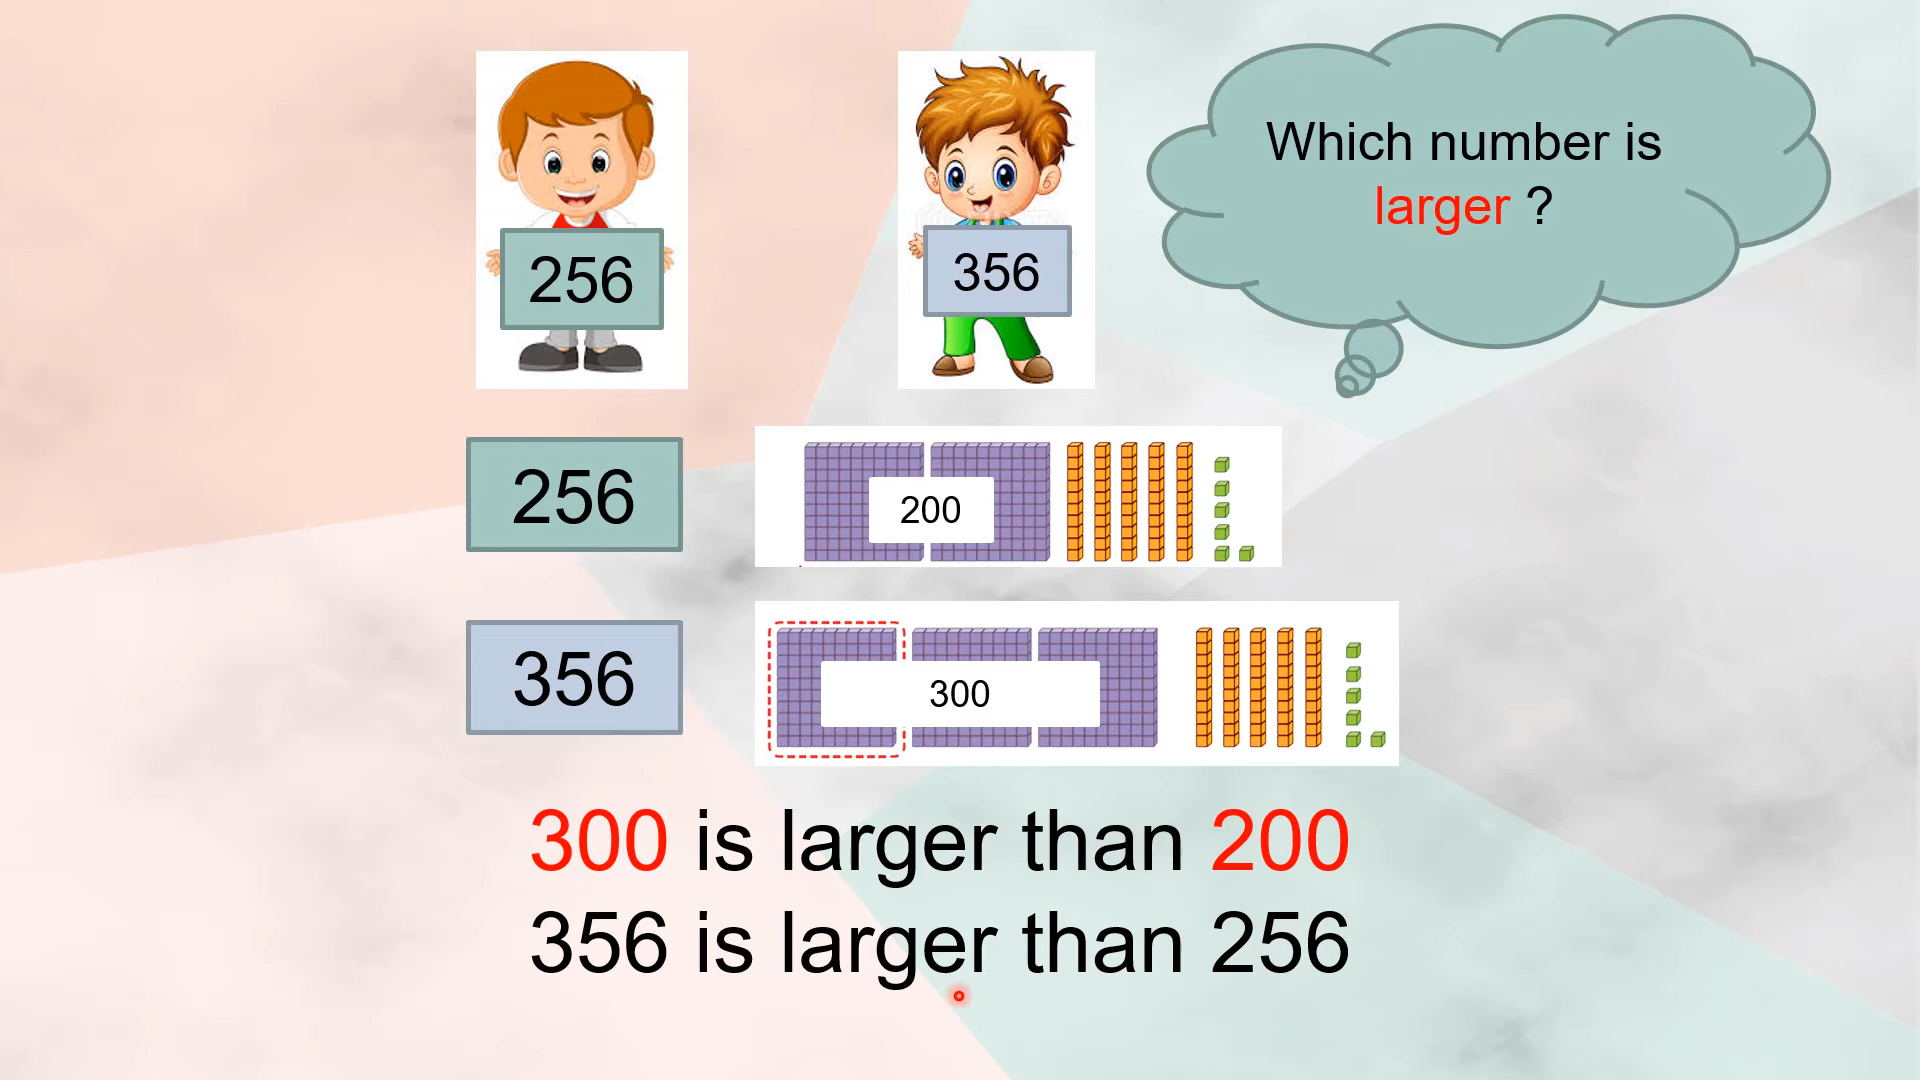 256
356
Which number is
larger ?
256
200
356
300
300 is larger than 200
356 is larger than 256